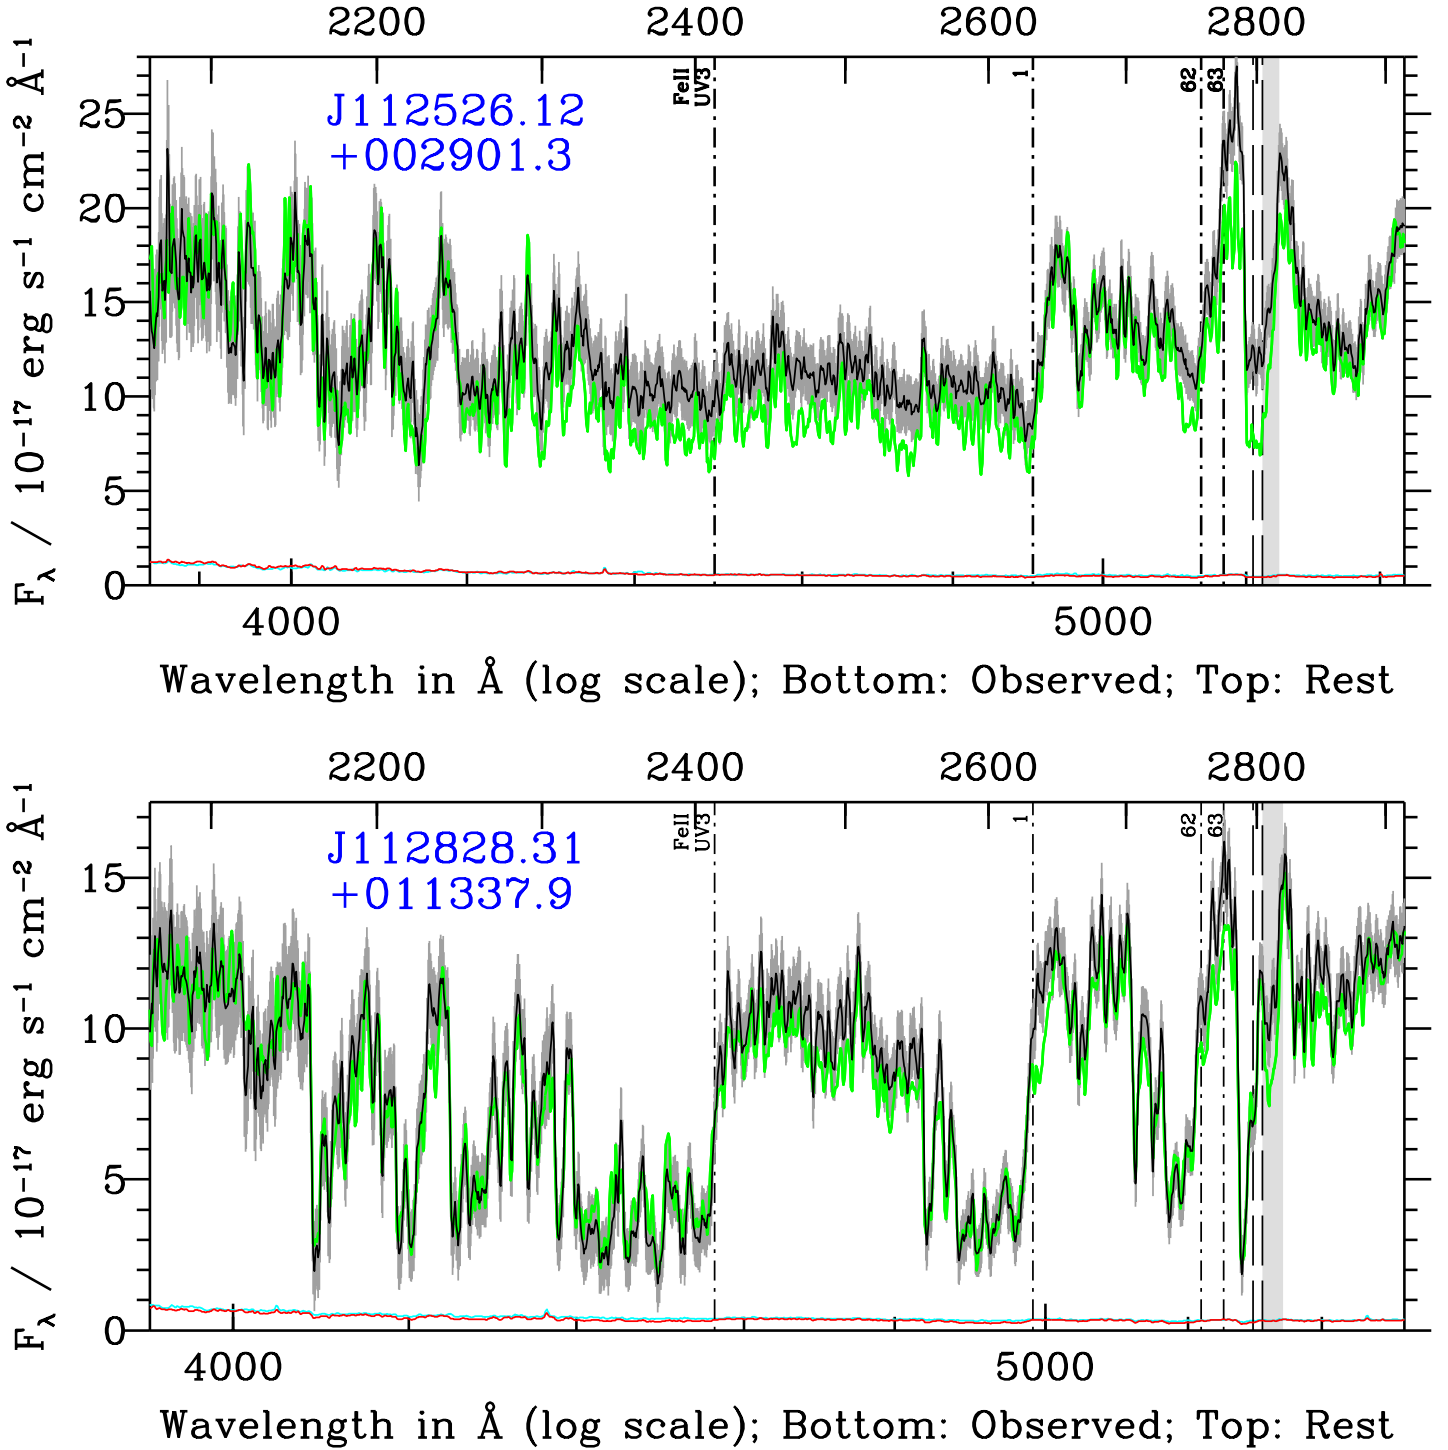 2200 2400 2600 2800
J112526.12
+002901.3
FeII
UV3
1
62
63
25
20
15
10
5
0
F_λ / 10⁻¹⁷ erg s⁻¹ cm⁻² Å⁻¹
4000 5000
Wavelength in Å (log scale); Bottom: Observed; Top: Rest
2200 2400 2600 2800
J112828.31
+011337.9
FeII
UV3
1
62
63
15
10
5
0
F_λ / 10⁻¹⁷ erg s⁻¹ cm⁻² Å⁻¹
4000 5000
Wavelength in Å (log scale); Bottom: Observed; Top: Rest